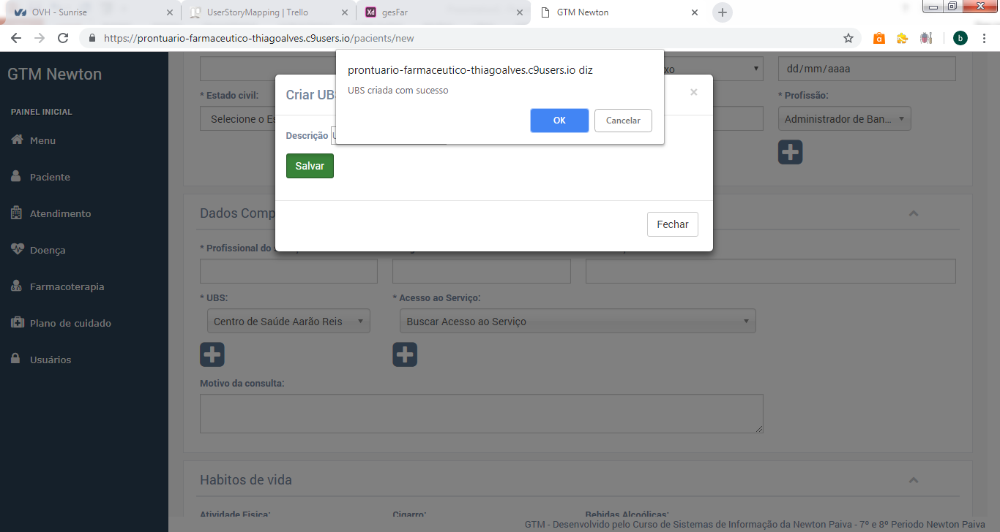 OVH - Sunrise
UserStoryMapping | Trello
Xd gesFar
GTM Newton
https://prontuario-farmaceutico-thiagoalves.c9users.io/pacients/new
a
b
GTM Newton
PAINEL INICIAL
Menu
Paciente
Atendimento
Doença
Farmacoterapia
Plano de cuidado
Usuários
prontuario-farmaceutico-thiagoalves.c9users.io diz
UBS criada com sucesso
OK
Cancelar
xo
dd/mm/aaaa
* Estado civil:
* Profissão:
Selecione o Es
Administrador de Ban...
Criar UBS
Descrição
Salvar
Fechar
Dados Comp
* Profissional do
* UBS:
* Acesso ao Serviço:
Centro de Saúde Aarão Reis
Buscar Acesso ao Serviço
Motivo da consulta:
Habitos de vida
Atividade Fisica:
Cigarro:
Bebidas Alcoólicas:
GTM - Desenvolvido pelo Curso de Sistemas de Informação da Newton Paiva - 7º e 8º Periodo Newton Paiva